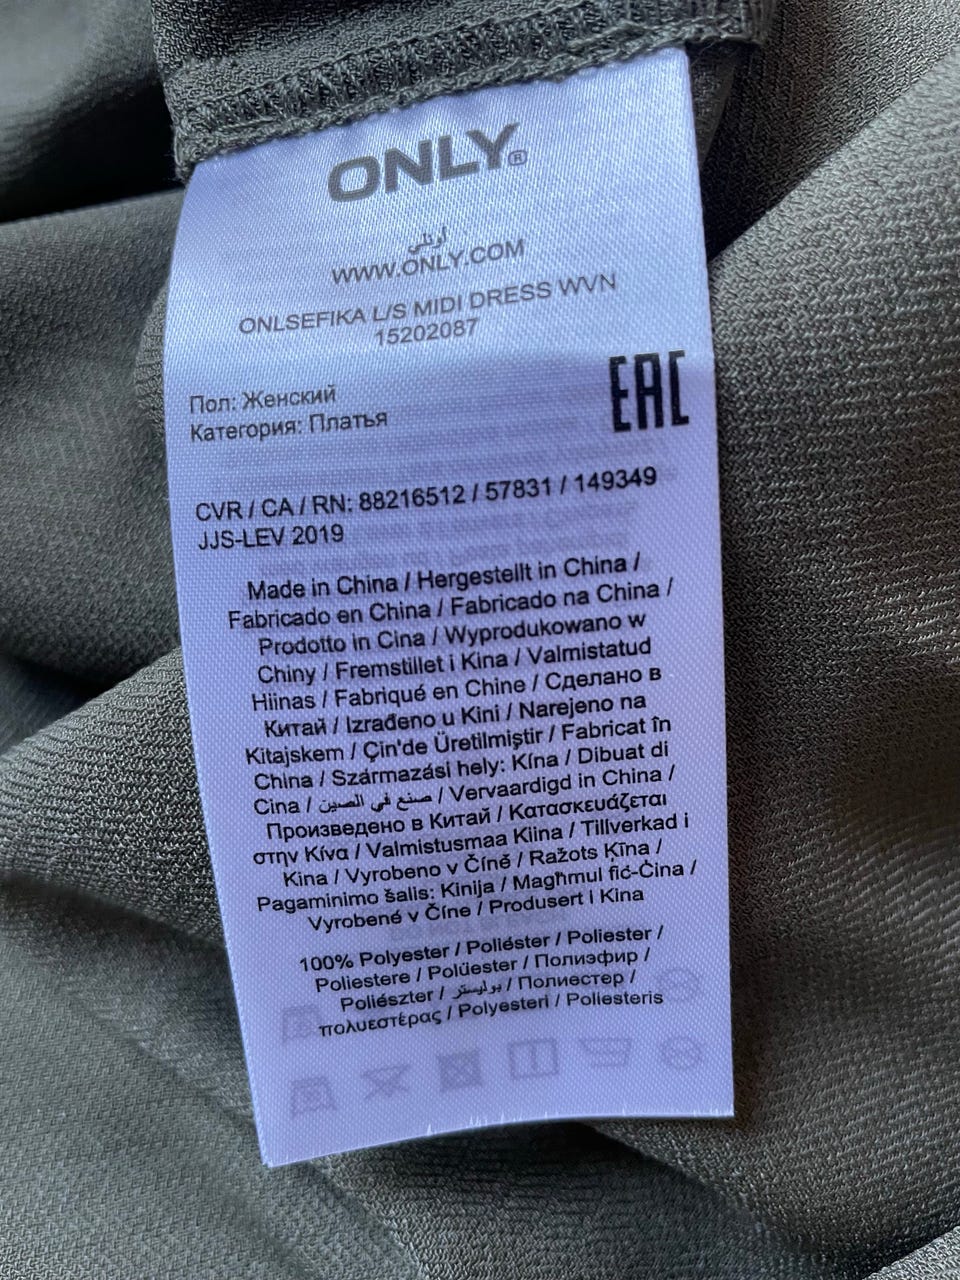 ONLY®
أونلي
WWW.ONLY.COM
ONLSEFIKA L/S MIDI DRESS WVN
15202087
Пол: Женский
Категория: Платья
EAC
CVR / CA / RN: 88216512 / 57831 / 149349
JJS-LEV 2019
Made in China / Hergestellt in China /
Fabricado en China / Fabricado na China /
Prodotto in Cina / Wyprodukowano w
Chiny / Fremstillet i Kina / Valmistatud
Hiinas / Fabriqué en Chine / Сделано в
Китай / Izrađeno u Kini / Narejeno na
Kitajskem / Çin'de Üretilmiştir / Fabricat în
China / Származási hely: Kína / Dibuat di
Cina / صنع في الصين / Vervaardigd in China /
Произведено в Китай / Κατασκευάζεται
στην Κίνα / Valmistusmaa Kiina / Tillverkad i
Kina / Vyrobeno v Číně / Ražots Ķīna /
Pagaminimo šalis: Kinija / Magħmul fiċ-Ċina /
Vyrobené v Číne / Produsert i Kina
100% Polyester / Poliéster / Poliester /
Poliestere / Polüester / Полиэфир /
Poliészter / بوليستر / Полиестер /
πολυεστέρας / Polyesteri / Poliesteris